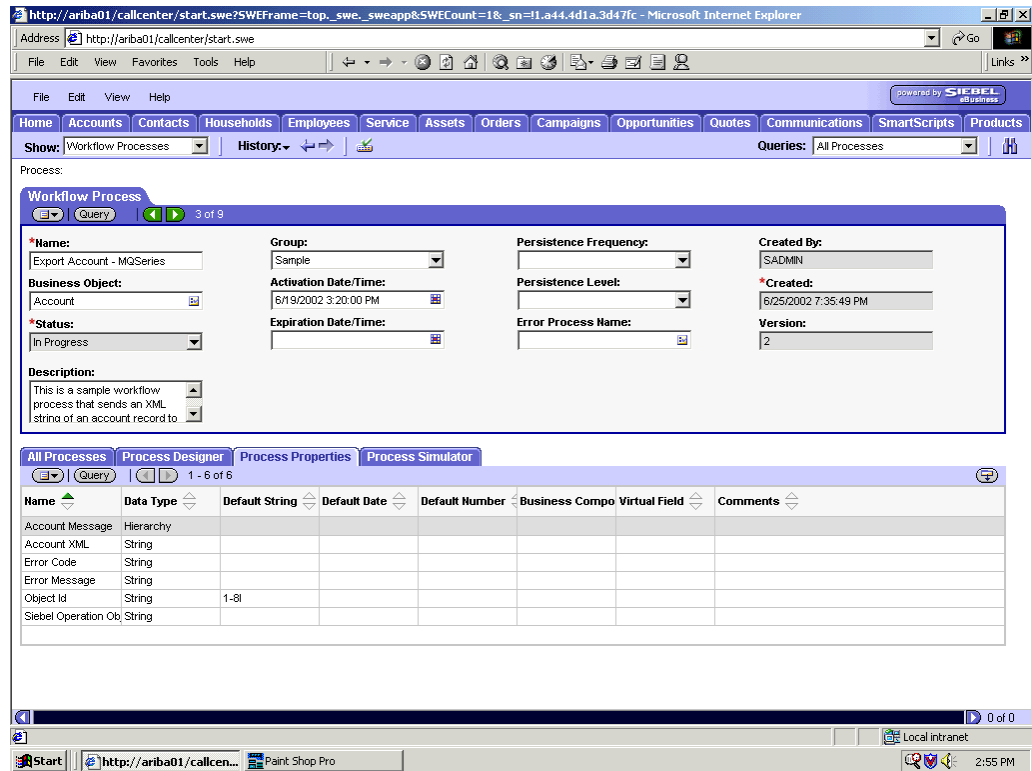 http://ariba01/callcenter/start.swe?SWEFrame=top._swe._sweapp&SWECount=1&_sn=!1.a44.4d1a.3d47fc - Microsoft Internet Explorer
Address http://ariba01/callcenter/start.swe Go
File Edit View Favorites Tools Help Links »
File Edit View Help powered by SIEBEL eBusiness
Home Accounts Contacts Households Employees Service Assets Orders Campaigns Opportunities Quotes Communications SmartScripts Products
Show: Workflow Processes History: Queries: All Processes
Process:
Workflow Process
Query 3 of 9
*Name: Group: Persistence Frequency: Created By:
Export Account - MQSeries Sample SADMIN
Business Object: Activation Date/Time: Persistence Level: *Created:
Account 6/19/2002 3:20:00 PM 6/25/2002 7:35:49 PM
*Status: Expiration Date/Time: Error Process Name: Version:
In Progress 2
Description:
This is a sample workflow
process that sends an XML
string of an account record to
All Processes Process Designer Process Properties Process Simulator
Query 1 - 6 of 6
Name Data Type Default String Default Date Default Number Business Compo Virtual Field Comments
Account Message Hierarchy
Account XML String
Error Code String
Error Message String
Object Id String 1-8I
Siebel Operation Ob String
0 of 0
Local intranet
Start http://ariba01/callcen... Paint Shop Pro 2:55 PM